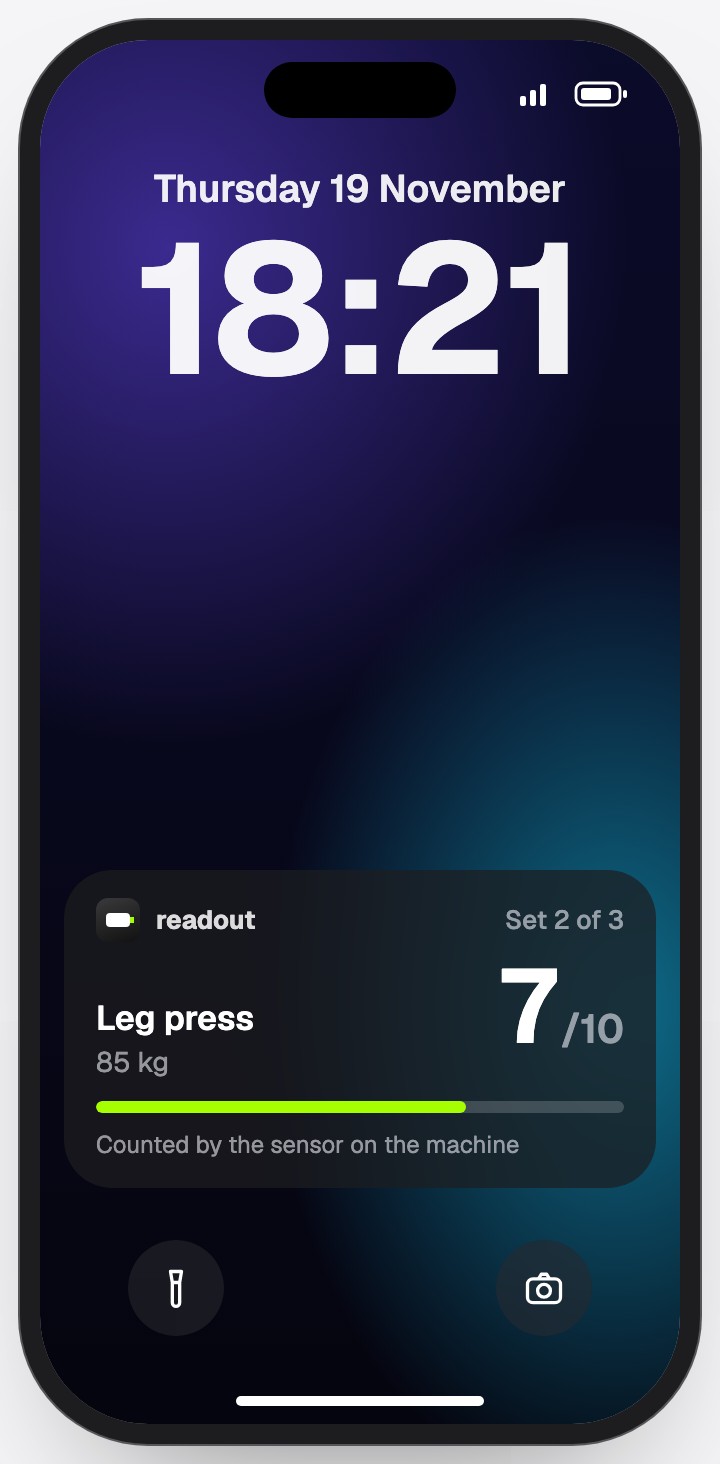 Thursday 19 November
18:21
readout
Set 2 of 3
Leg press
7/10
85 kg
Counted by the sensor on the machine